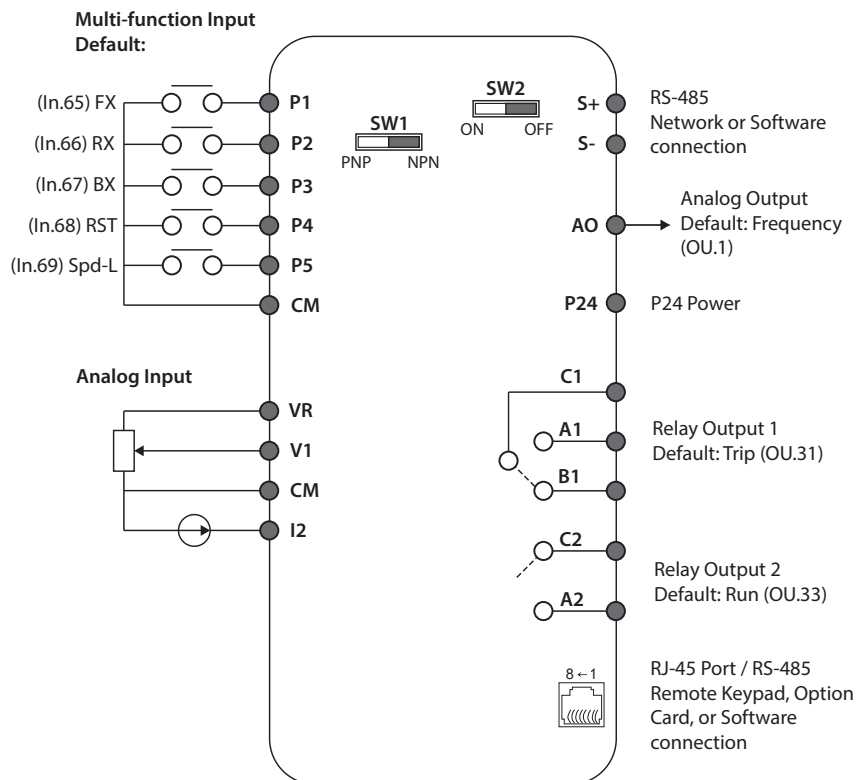 Multi-function Input
Default:
(In.65) FX
P1
(In.66) RX
P2
(In.67) BX
P3
(In.68) RST
P4
(In.69) Spd-L
P5
CM
SW1
PNP
NPN
SW2
ON
OFF
S+
S-
RS-485
Network or Software
connection
AO
Analog Output
Default: Frequency
(OU.1)
P24
P24 Power
Analog Input
VR
V1
CM
I2
C1
A1
B1
Relay Output 1
Default: Trip (OU.31)
C2
A2
Relay Output 2
Default: Run (OU.33)
8←1
RJ-45 Port / RS-485
Remote Keypad, Option
Card, or Software
connection